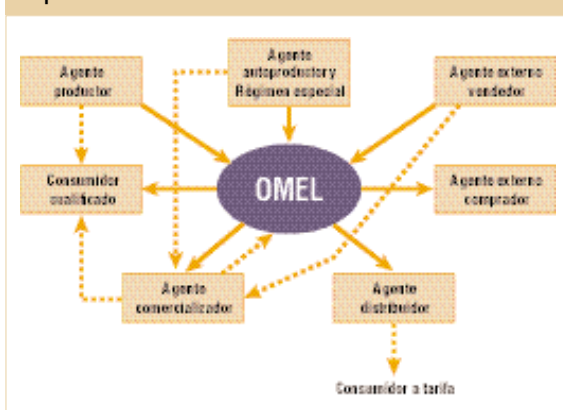 Agente
productor
Agente
autoproductor y
Régimen especial
Agente externo
vendedor
Consumidor
cualificado
OMEL
Agente externo
comprador
Agente
comercializador
Agente
distribuidor
Consumidor a tarifa